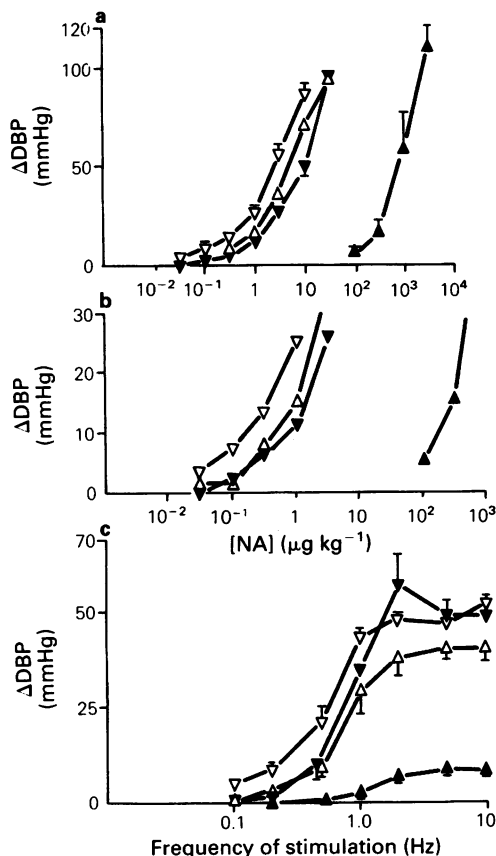 a
120
100
50
0
ΔDBP
(mmHg)
10⁻² 10⁻¹ 1 10 10² 10³ 10⁴
b
30
20
10
0
ΔDBP
(mmHg)
10⁻² 10⁻¹ 1 10 10² 10³
[NA] (μg kg⁻¹)
c
70
50
25
0
ΔDBP
(mmHg)
0.1 1.0 10
Frequency of stimulation (Hz)